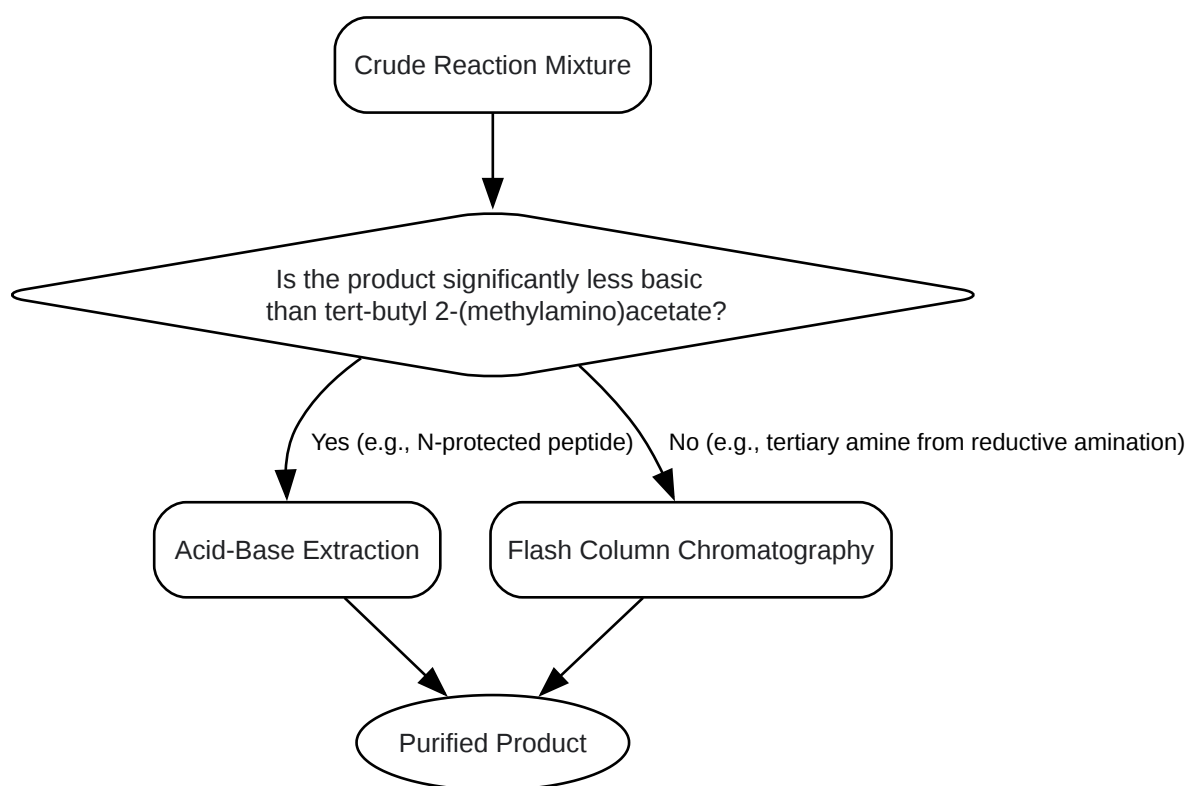 Crude Reaction Mixture
Is the product significantly less basic
than tert-butyl 2-(methylamino)acetate?
Yes (e.g., N-protected peptide)
No (e.g., tertiary amine from reductive amination)
Acid-Base Extraction
Flash Column Chromatography
Purified Product